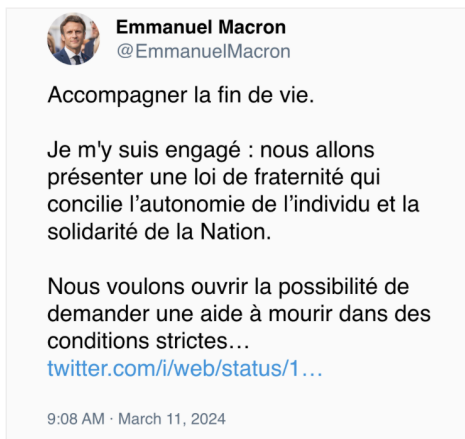 Emmanuel Macron
@EmmanuelMacron
Accompagner la fin de vie.
Je m'y suis engagé : nous allons
présenter une loi de fraternité qui
concilie l’autonomie de l’individu et la
solidarité de la Nation.
Nous voulons ouvrir la possibilité de
demander une aide à mourir dans des
conditions strictes…
twitter.com/i/web/status/1…
9:08 AM · March 11, 2024